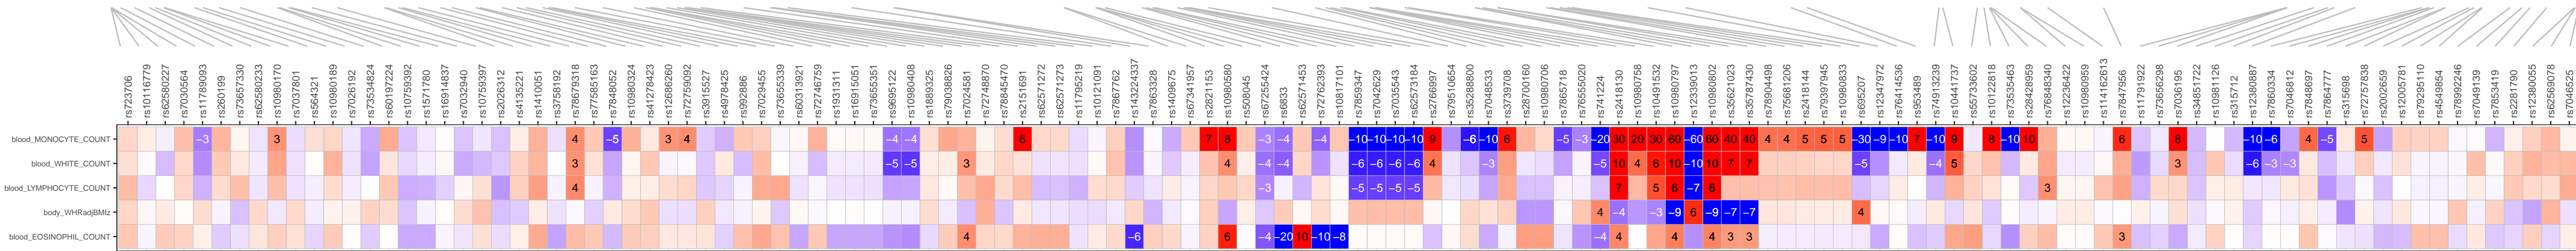 rs723706
rs10116779
rs62580227
rs7030564
rs11788093
rs2260199
rs73657330
rs62580233
rs10980170
rs7037801
rs564321
rs10980189
rs7026192
rs73534824
rs60197224
rs10759392
rs1571780
rs16914837
rs7032940
rs10759397
rs2026312
rs4135221
rs1410051
rs3758192
rs78679318
rs77585163
rs7848052
rs10980324
rs41278423
rs12686260
rs72759092
rs3915527
rs4978425
rs992886
rs7029455
rs73655339
rs60313921
rs72746759
rs1931311
rs16915051
rs73655351
rs79695122
rs10980408
rs1889325
rs79038826
rs7024581
rs72748870
rs78845470
rs21516691
rs62571272
rs62571273
rs11795219
rs10121091
rs78677762
rs143224337
rs7863328
rs1409675
rs67341957
rs2821153
rs10980580
rs508045
rs67255424
rs6833
rs62571453
rs72762393
rs10817101
rs7859347
rs7042629
rs7035543
rs62573184
rs2766997
rs79510654
rs35288800
rs7048533
rs3739708
rs28700160
rs10980706
rs7865718
rs76555020
rs741224
rs2418130
rs10980758
rs10491532
rs10980797
rs12339013
rs10980802
rs35621023
rs35787430
rs78904498
rs75681206
rs2418144
rs79397945
rs10980833
rs695207
rs12347972
rs76414536
rs953489
rs74913239
rs10441737
rs55733602
rs10122818
rs73535463
rs28428959
rs76848340
rs12236422
rs10980959
rs141162613
rs7847956
rs11791922
rs73656298
rs7036195
rs34851722
rs10981126
rs315712
rs12380887
rs7860334
rs7046812
rs7848697
rs7864777
rs315698
rs72757838
rs2002659
rs12005781
rs79295110
rs45495854
rs78992246
rs7049139
rs7853419
rs2281790
rs12380055
rs62569078
rs7046525
blood_MONOCYTE_COUNT −3 3 4 −5 3 4 −4 −4 6 7 8 −3 −4 −4 −10 −10 −10 −10 9 −6 −10 6 −5 −3 −20 30 20 30 60 −60 60 40 40 4 4 5 5 5 −30 −9 −10 7 −10 9 8 −10 10 6 8 −10 −6 4 −5 5
blood_WHITE_COUNT 3 −5 −5 3 4 −4 −4 −6 −6 −6 −6 4 −3 −5 10 4 6 10 −10 10 7 7 −5 −4 5 3 −6 −3 −3
blood_LYMPHOCYTE_COUNT 4 −3 −5 −5 −5 −5 7 5 6 −7 6 3
body_WHRadjBMIz 4 −4 −3 −9 6 −9 −7 −7 4
blood_EOSINOPHIL_COUNT 4 −6 6 −4 −20 10 −10 −8 −4 4 4 4 3 3 3